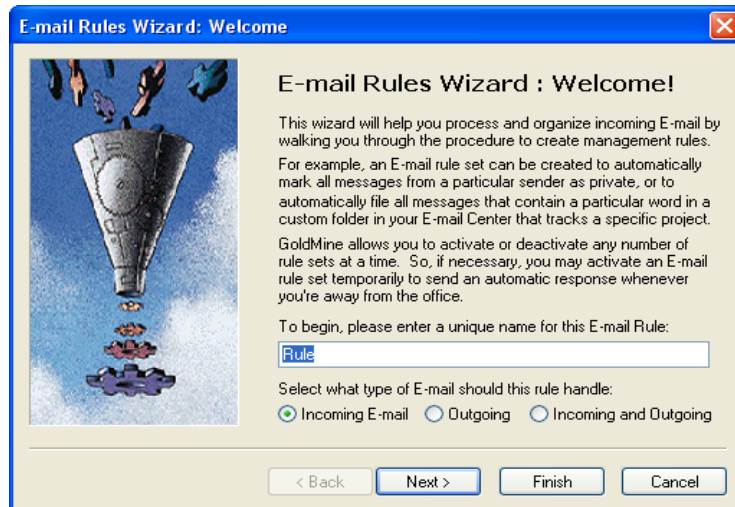 E-mail Rules Wizard: Welcome
E-mail Rules Wizard : Welcome!
This wizard will help you process and organize incoming E-mail by
walking you through the procedure to create management rules.
For example, an E-mail rule set can be created to automatically
mark all messages from a particular sender as private, or to
automatically file all messages that contain a particular word in a
custom folder in your E-mail Center that tracks a specific project.
GoldMine allows you to activate or deactivate any number of
rule sets at a time.  So, if necessary, you may activate an E-mail
rule set temporarily to send an automatic response whenever
you're away from the office.
To begin, please enter a unique name for this E-mail Rule:
Rule
Select what type of E-mail should this rule handle:
Incoming E-mail Outgoing Incoming and Outgoing
< Back Next > Finish Cancel